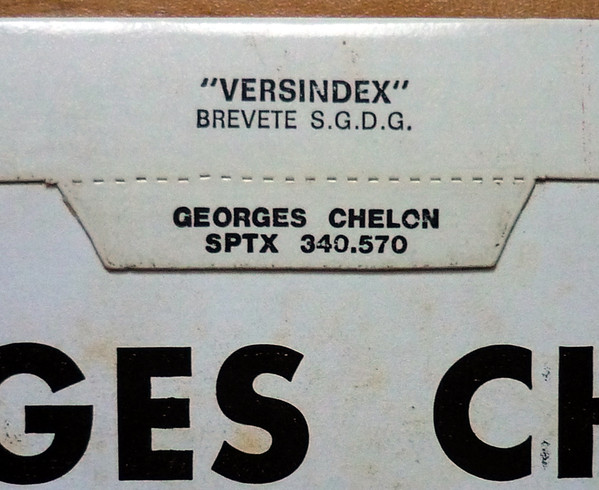 "VERSINDEX"
BREVETE S.G.D.G.
GEORGES CHELON
SPTX 340.570
GES CH